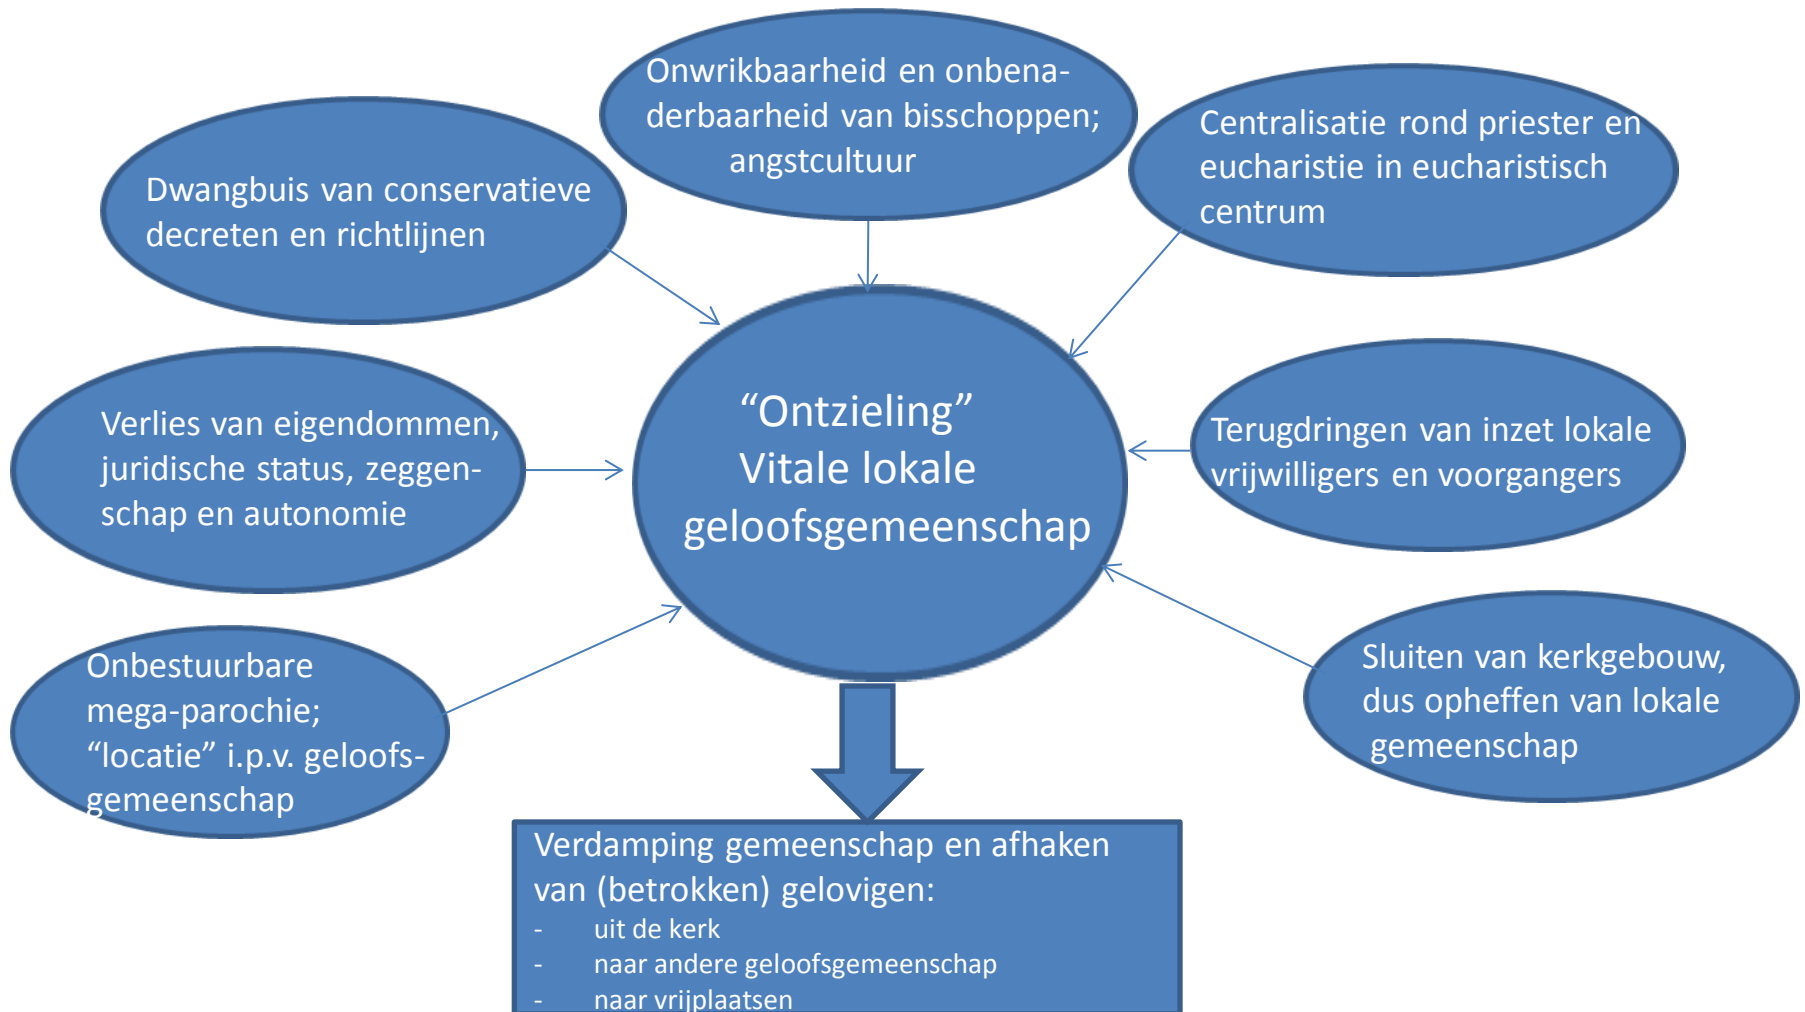 Onwrikbaarheid en onbena-
derbaarheid van bisschoppen;
angstcultuur
Centralisatie rond priester en
eucharistie in eucharistisch
centrum
Dwangbuis van conservatieve
decreten en richtlijnen
Verlies van eigendommen,
juridische status, zeggen-
schap en autonomie
“Ontzieling”
Vitale lokale
geloofsgemeenschap
Terugdringen van inzet lokale
vrijwilligers en voorgangers
Onbestuurbare
mega-parochie;
“locatie” i.p.v. geloofs-
gemeenschap
Sluiten van kerkgebouw,
dus opheffen van lokale
gemeenschap
Verdamping gemeenschap en afhaken
van (betrokken) gelovigen:
- uit de kerk
- naar andere geloofsgemeenschap
- naar vrijplaatsen